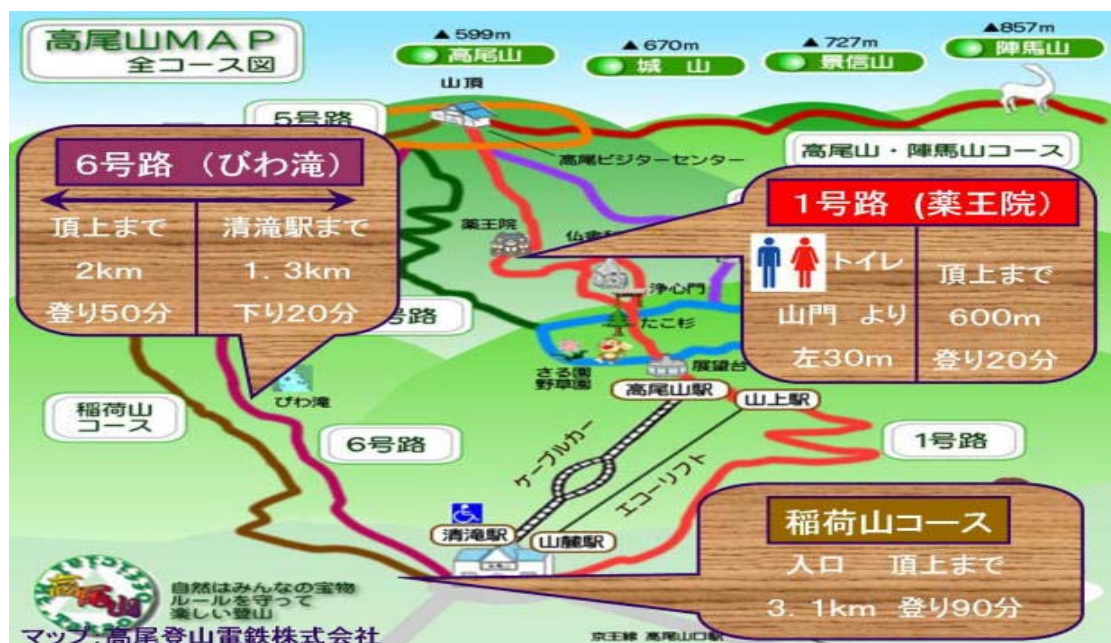 高尾山MAP
全コース図
▲599m
高尾山
▲670m
城 山
▲727m
景信山
▲857m
陣馬山
山頂
5号路
高尾ビジターセンター
高尾山・陣馬山コース
6号路 (びわ滝)
頂上まで
2km
登り50分
清滝駅まで
1. 3km
下り20分
1号路 (薬王院)
トイレ
山門 より
左30m
頂上まで
600m
登り20分
薬王院
浄心門
号路
たこ杉
さる園
野草園
展望台
高尾山駅
山上駅
びわ滝
稲荷山
コース
6号路
1号路
ケーブルカー
エコーリフト
清滝駅
山麓駅
稲荷山コース
入口 頂上まで
3. 1km 登り90分
自然はみんなの宝物
ルールを守って
楽しい登山
マップ:高尾登山電鉄株式会社
京王線 高尾山口駅